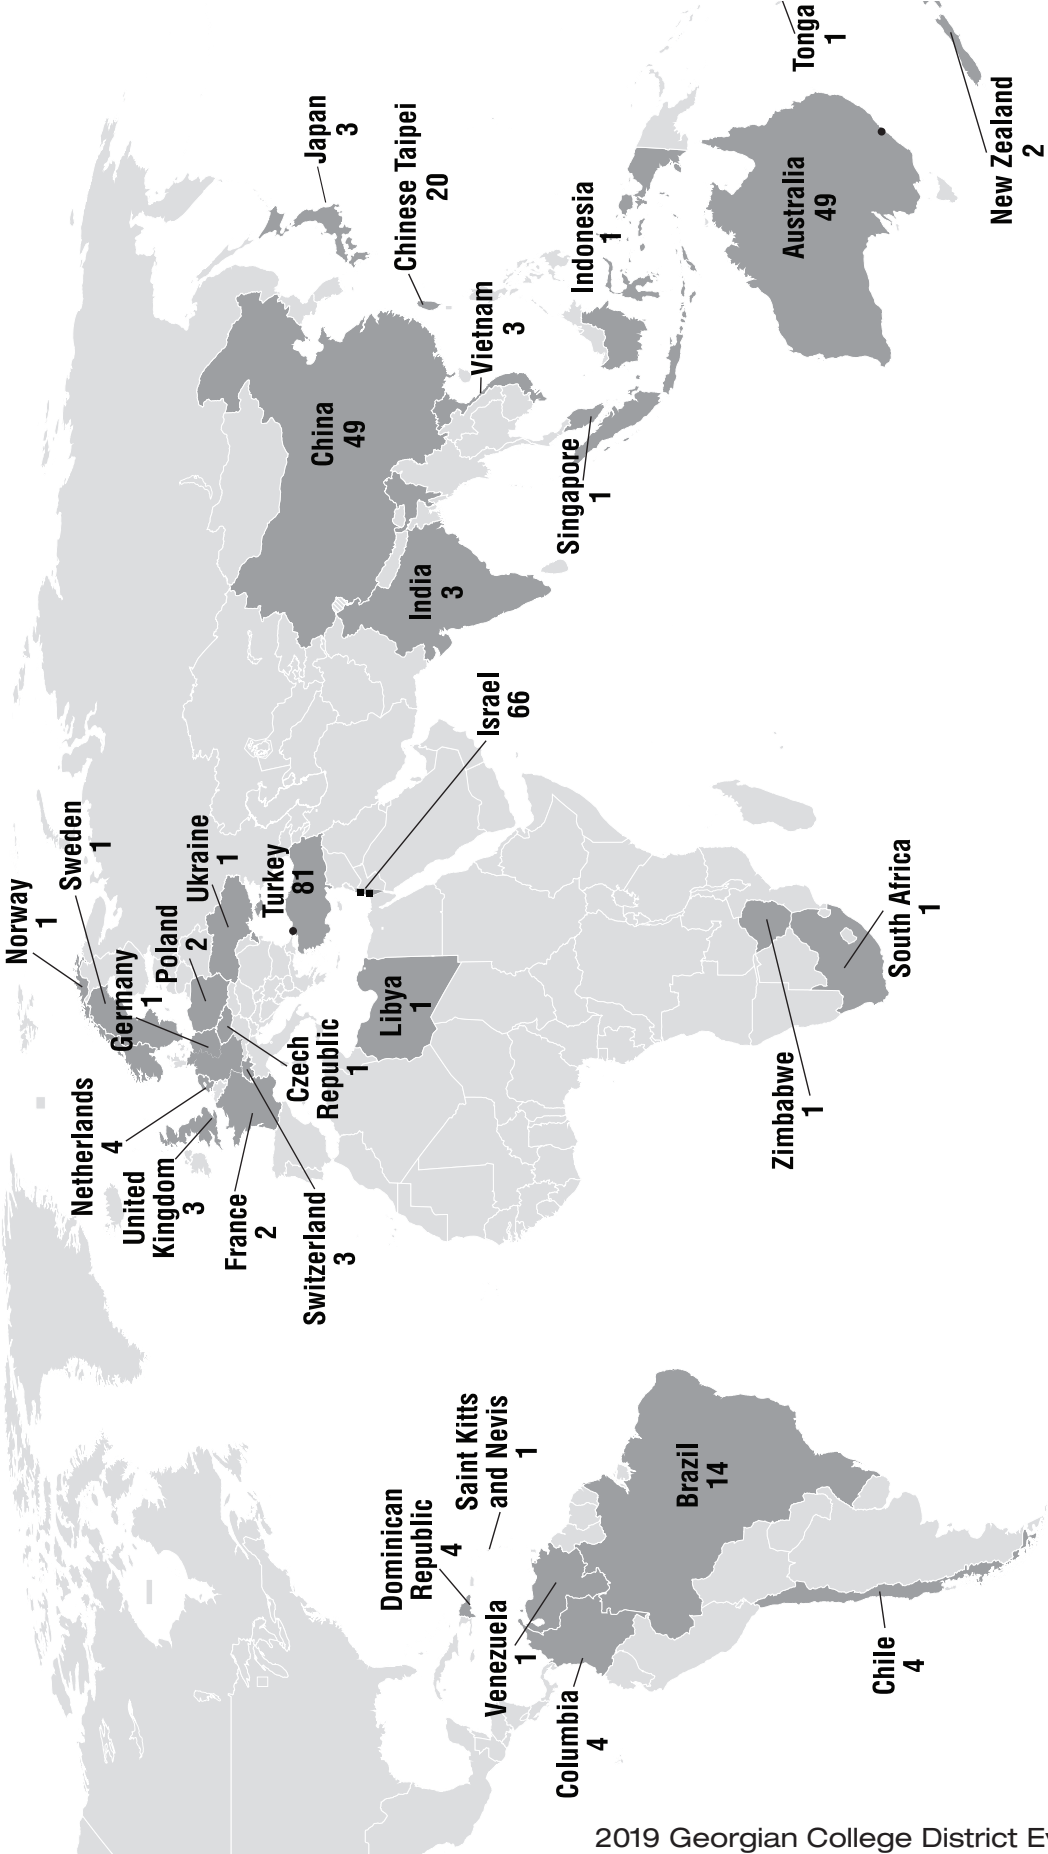 Norway
1
Sweden
1
Netherlands
4
United
Kingdom
3
Germany
1
Poland
2
Ukraine
1
France
2
Switzerland
3
Czech
Republic
1
Turkey
81
Israel
66
Libya
1
Zimbabwe
1
South Africa
1
China
49
India
3
Japan
3
Chinese Taipei
20
Vietnam
3
Singapore
1
Indonesia
1
Australia
49
Tonga
1
New Zealand
2
Dominican
Republic
4
Saint Kitts
and Nevis
1
Venezuela
1
Columbia
4
Brazil
14
Chile
4
2019 Georgian College District Ev